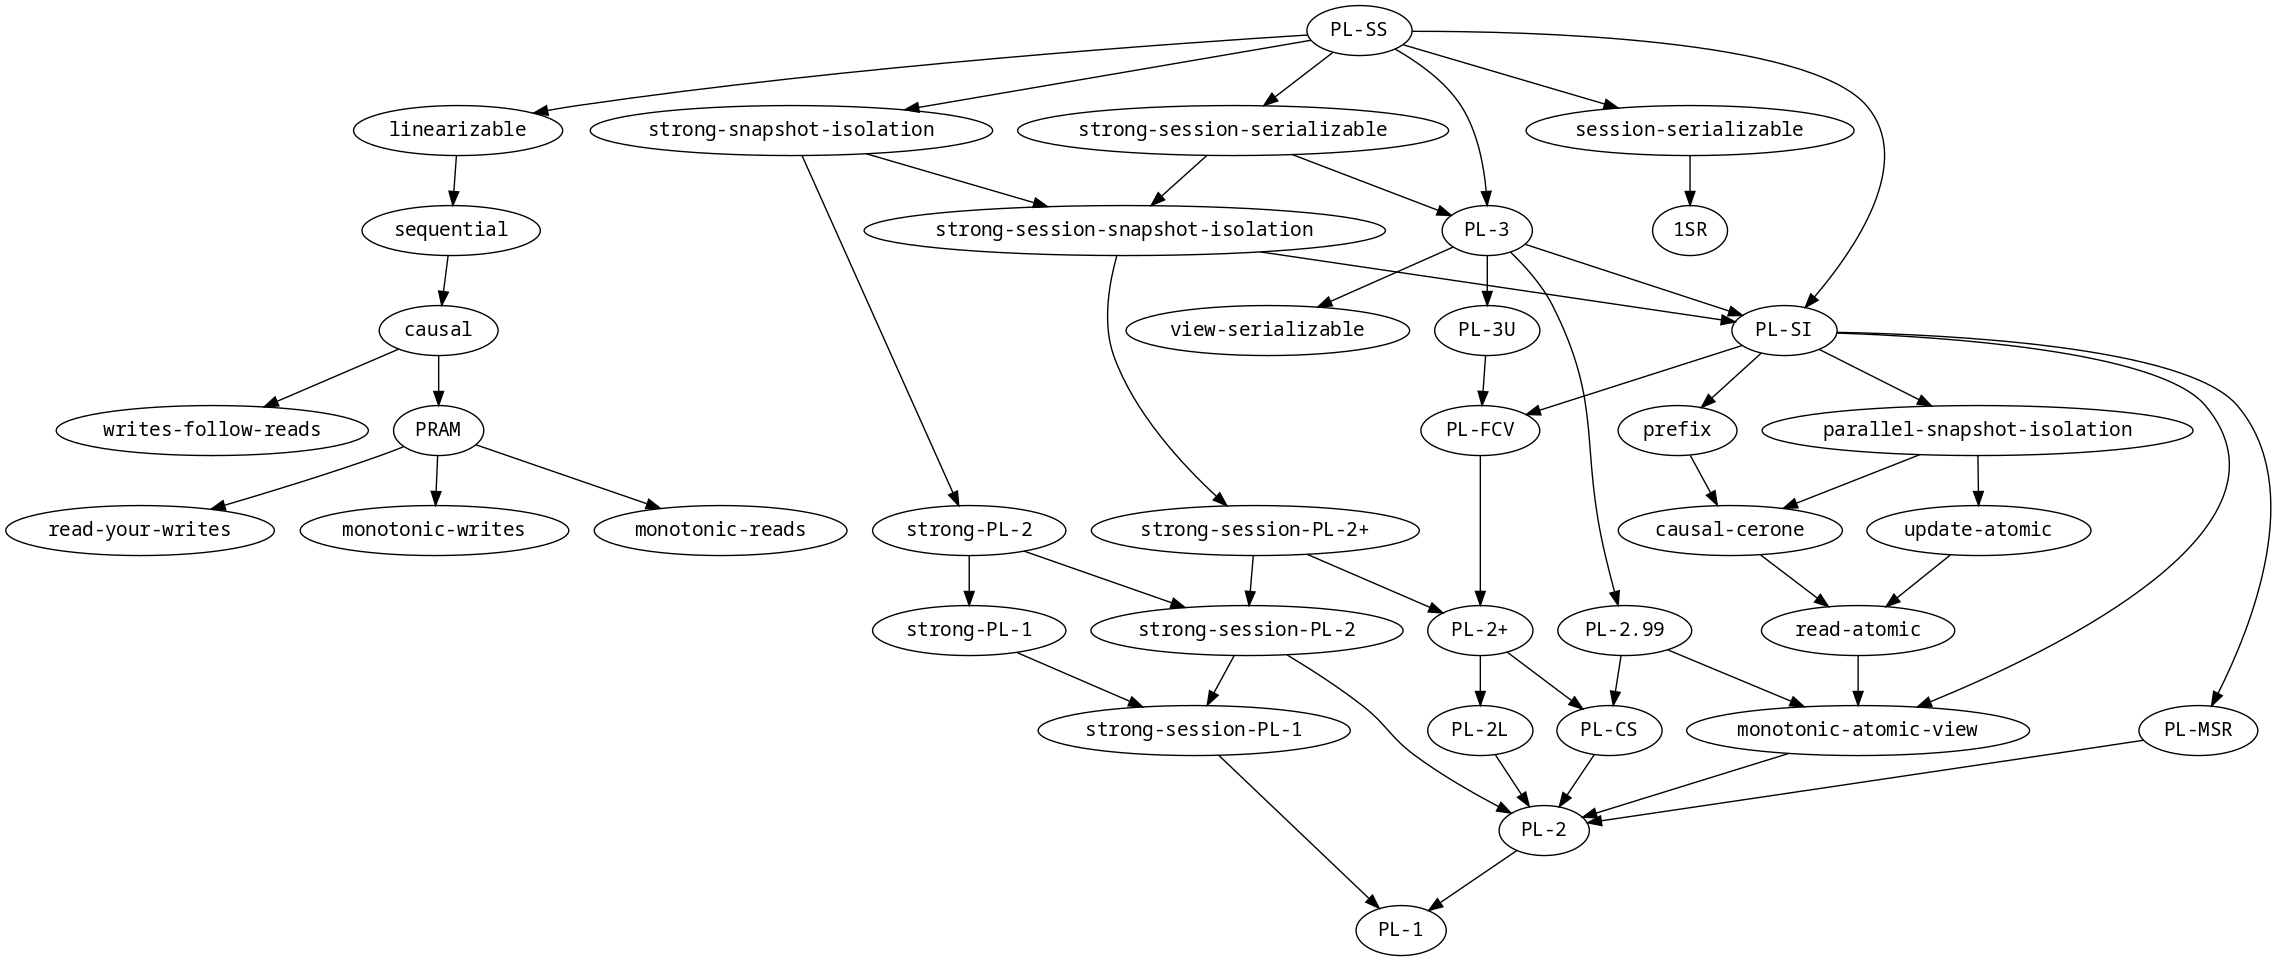 PL-SS
linearizable
strong-snapshot-isolation
strong-session-serializable
session-serializable
sequential
strong-session-snapshot-isolation
PL-3
1SR
causal
view-serializable
PL-3U
PL-SI
writes-follow-reads
PRAM
PL-FCV
prefix
parallel-snapshot-isolation
read-your-writes
monotonic-writes
monotonic-reads
strong-PL-2
strong-session-PL-2+
causal-cerone
update-atomic
strong-PL-1
strong-session-PL-2
PL-2+
PL-2.99
read-atomic
strong-session-PL-1
PL-2L
PL-CS
monotonic-atomic-view
PL-MSR
PL-2
PL-1